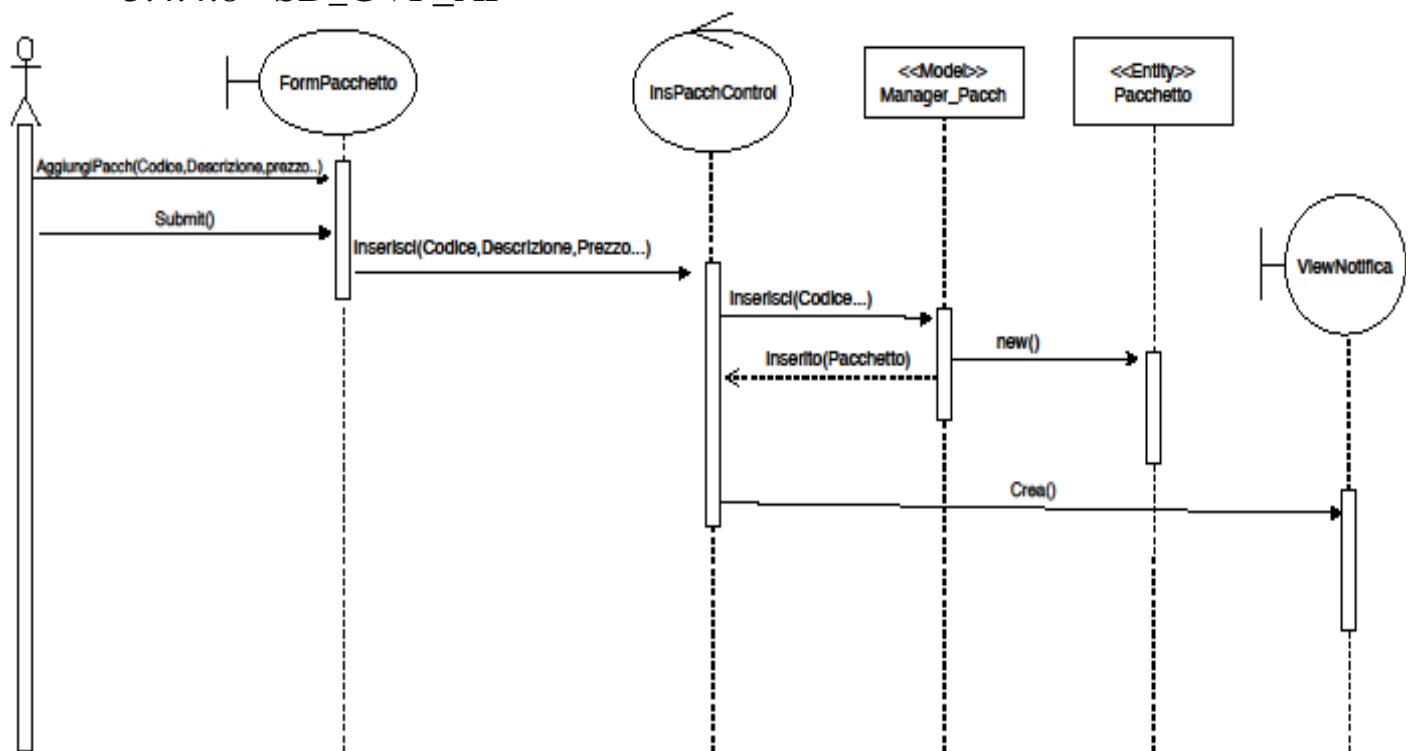 FormPacchetto
InsPacchControl
<<Model>>
Manager_Pacch
<<Entity>>
Pacchetto
AggiungiPacch(Codice,Descrizione,prezzo..)
Submit()
Inserisci(Codice,Descrizione,Prezzo...)
ViewNotifica
Inserisci(Codice...)
new()
Inserito(Pacchetto)
Crea()